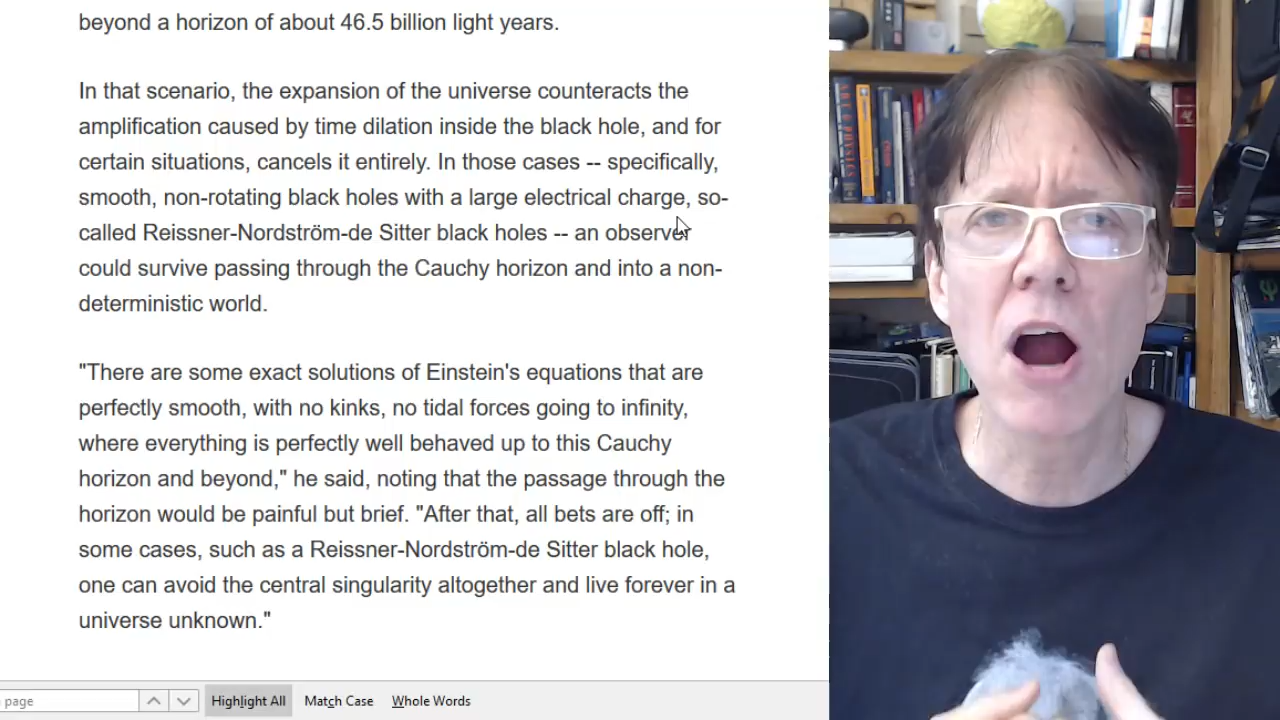 beyond a horizon of about 46.5 billion light years.
In that scenario, the expansion of the universe counteracts the
amplification caused by time dilation inside the black hole, and for
certain situations, cancels it entirely. In those cases -- specifically,
smooth, non-rotating black holes with a large electrical charge, so-
called Reissner-Nordström-de Sitter black holes -- an observer
could survive passing through the Cauchy horizon and into a non-
deterministic world.
"There are some exact solutions of Einstein's equations that are
perfectly smooth, with no kinks, no tidal forces going to infinity,
where everything is perfectly well behaved up to this Cauchy
horizon and beyond," he said, noting that the passage through the
horizon would be painful but brief. "After that, all bets are off; in
some cases, such as a Reissner-Nordström-de Sitter black hole,
one can avoid the central singularity altogether and live forever in a
universe unknown."
page Highlight All Match Case Whole Words
ART & PHYSICS